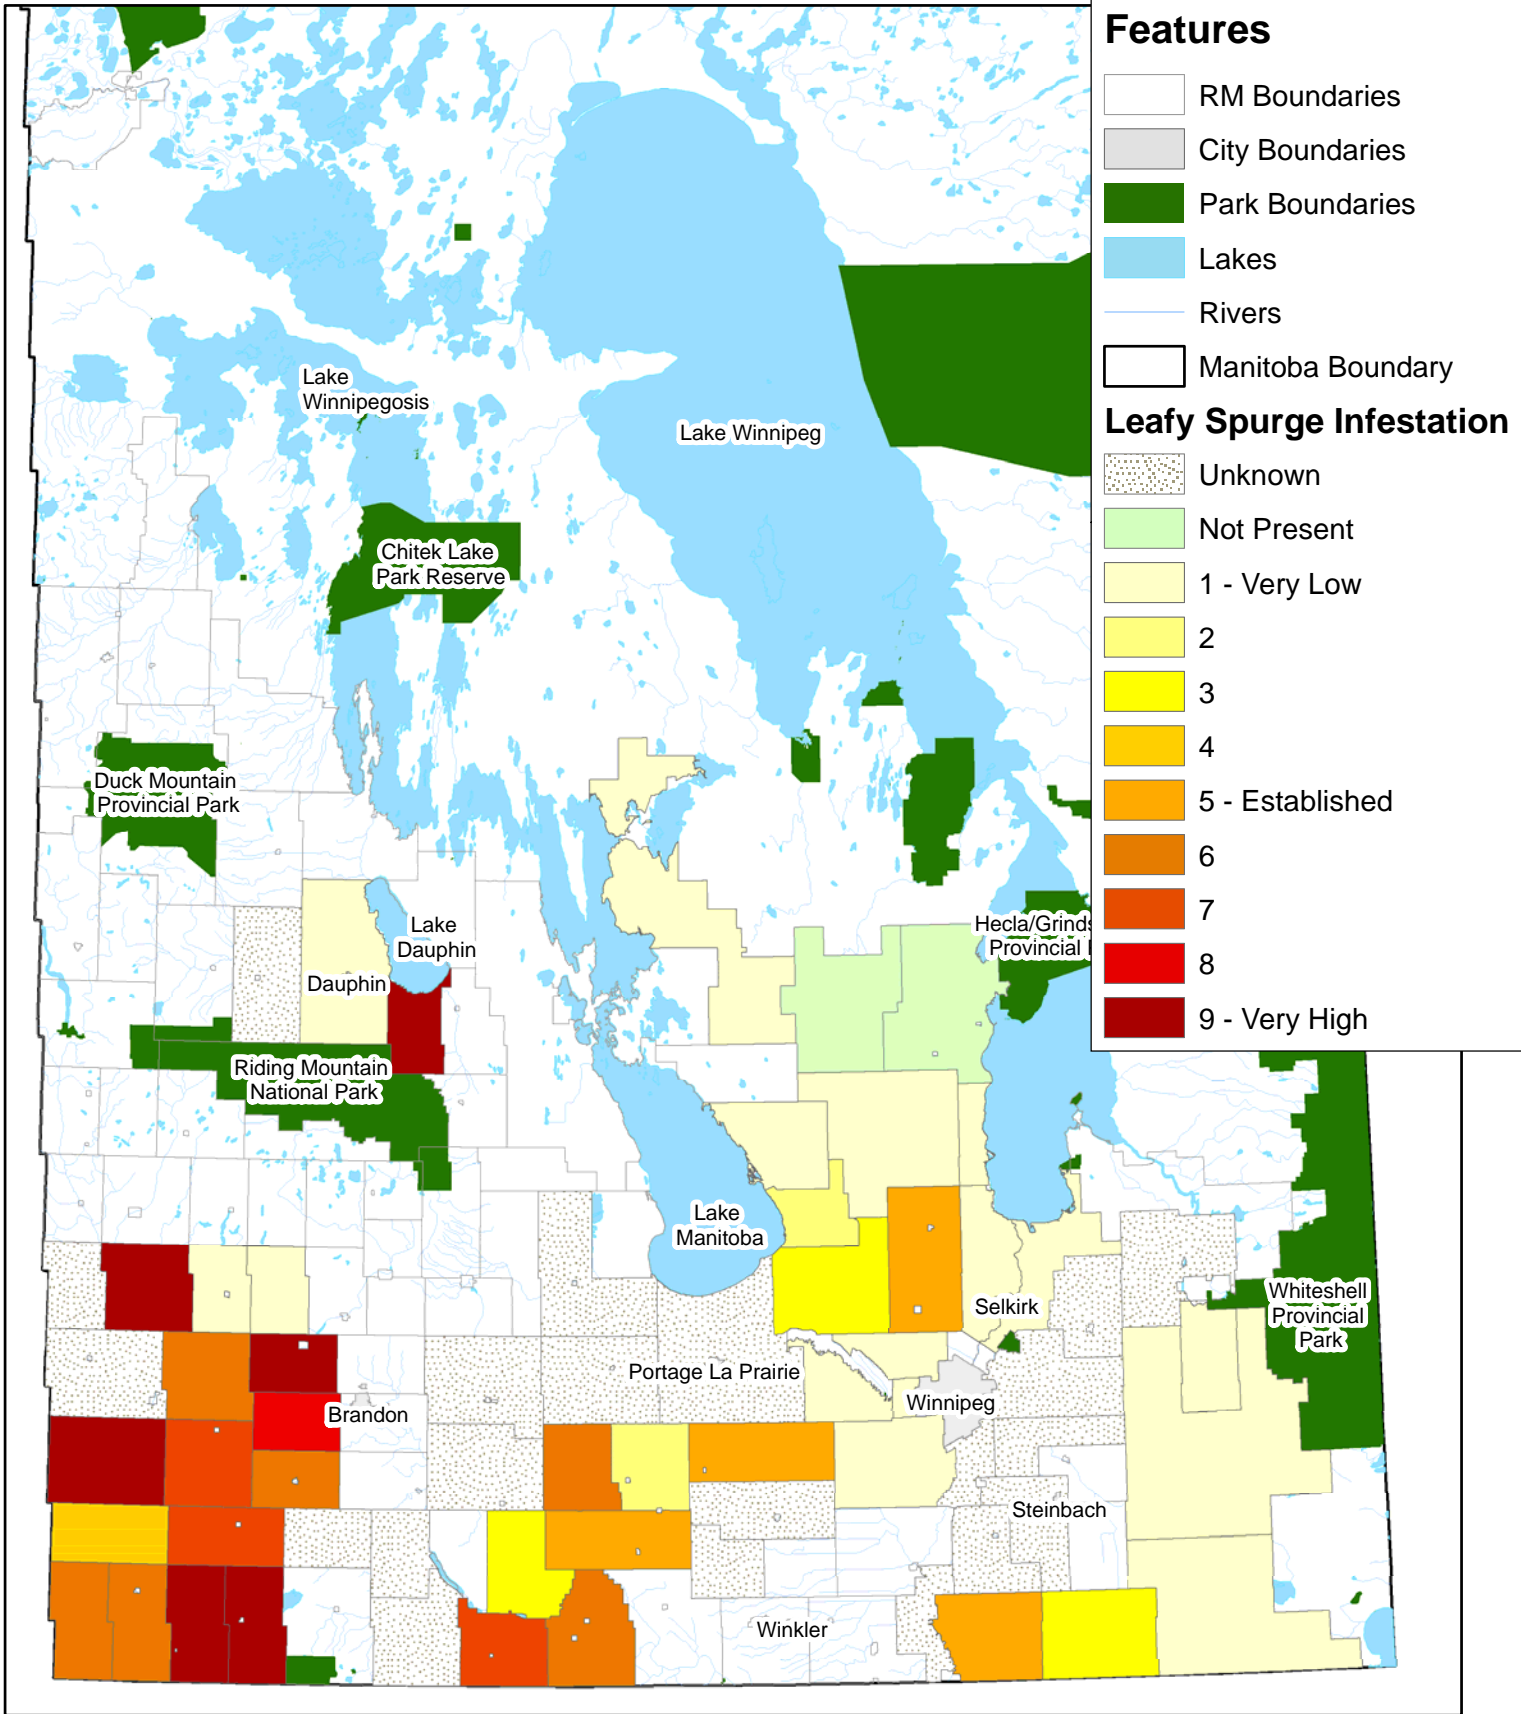 Features
RM Boundaries
City Boundaries
Park Boundaries
Lakes
Rivers
Manitoba Boundary
Leafy Spurge Infestation
Unknown
Not Present
1 - Very Low
2
3
4
5 - Established
6
7
8
9 - Very High
Lake
Winnipegosis
Lake Winnipeg
Chitek Lake
Park Reserve
Duck Mountain
Provincial Park
Lake
Dauphin
Dauphin
Hecla/Grinds
Provincial
Riding Mountain
National Park
Lake
Manitoba
Selkirk
Whiteshell
Provincial
Park
Portage La Prairie
Winnipeg
Brandon
Steinbach
Winkler